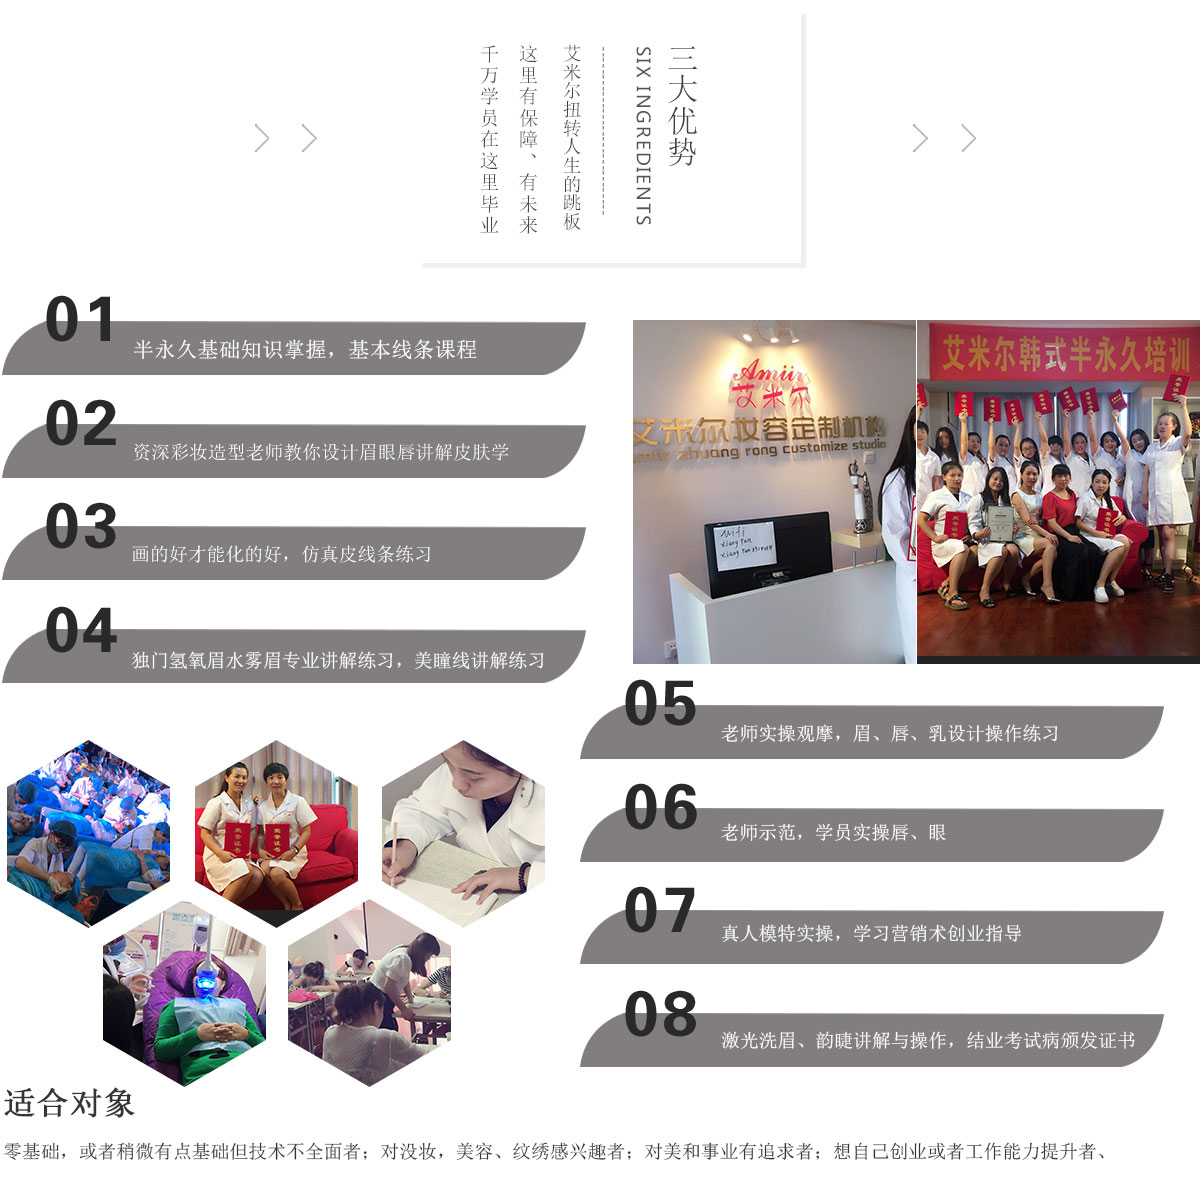 三大优势
SIX INGREDIENTS
艾米尔扭转人生的跳板
这里有保障、有未来
千万学员在这里毕业
01
半永久基础知识掌握，基本线条课程
02
资深彩妆造型老师教你设计眉眼唇讲解皮肤学
03
画的好才能化的好，仿真皮线条练习
04
独门氢氧眉水雾眉专业讲解练习，美瞳线讲解练习
Amiir
艾米尔
艾米尔妆容定制机构
zhuang rong customize studio
Wifi
艾米尔韩式半永久培训
荣誉证书
05
老师实操观摩，眉、唇、乳设计操作练习
06
老师示范，学员实操唇、眼
07
真人模特实操，学习营销术创业指导
08
激光洗眉、韵睫讲解与操作，结业考试病颁发证书
荣誉证书
荣誉证书
适合对象
零基础，或者稍微有点基础但技术不全面者；对没妆，美容、纹绣感兴趣者；对美和事业有追求者；想自己创业或者工作能力提升者、